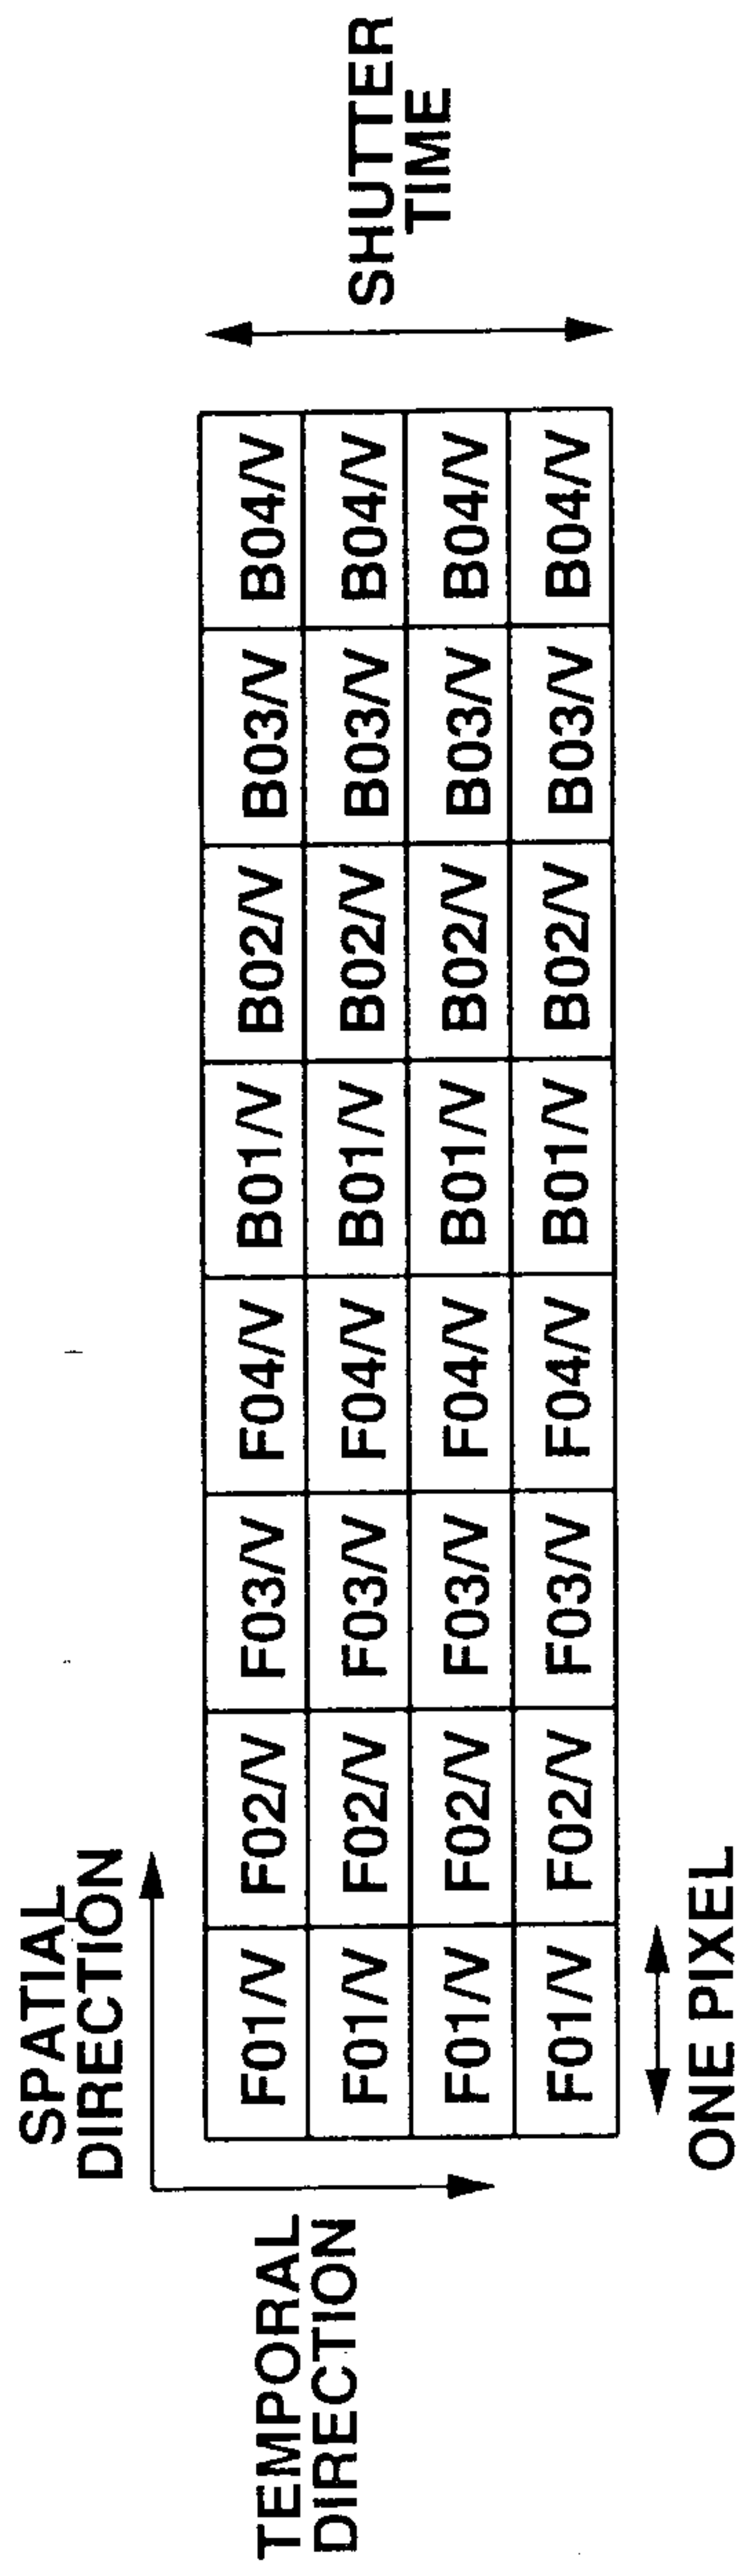 SPATIAL
DIRECTION
TEMPORAL
DIRECTION
F01/V F02/V F03/V F04/V B01/V B02/V B03/V B04/V
F01/V F02/V F03/V F04/V B01/V B02/V B03/V B04/V
F01/V F02/V F03/V F04/V B01/V B02/V B03/V B04/V
F01/V F02/V F03/V F04/V B01/V B02/V B03/V B04/V
SHUTTER
TIME
ONE PIXEL